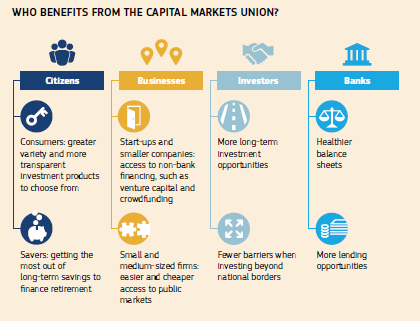 WHO BENEFITS FROM THE CAPITAL MARKETS UNION?
Citizens
Consumers: greater
variety and more
transparent
investment products
to choose from
Savers: getting the
most out of
long-term savings to
finance retirement
Businesses
Start-ups and
smaller companies:
access to non-bank
financing, such as
venture capital and
crowdfunding
Small and
medium-sized firms:
easier and cheaper
access to public
markets
Investors
More long-term
investment
opportunities
Fewer barriers when
investing beyond
national borders
Banks
Healthier
balance
sheets
More lending
opportunities